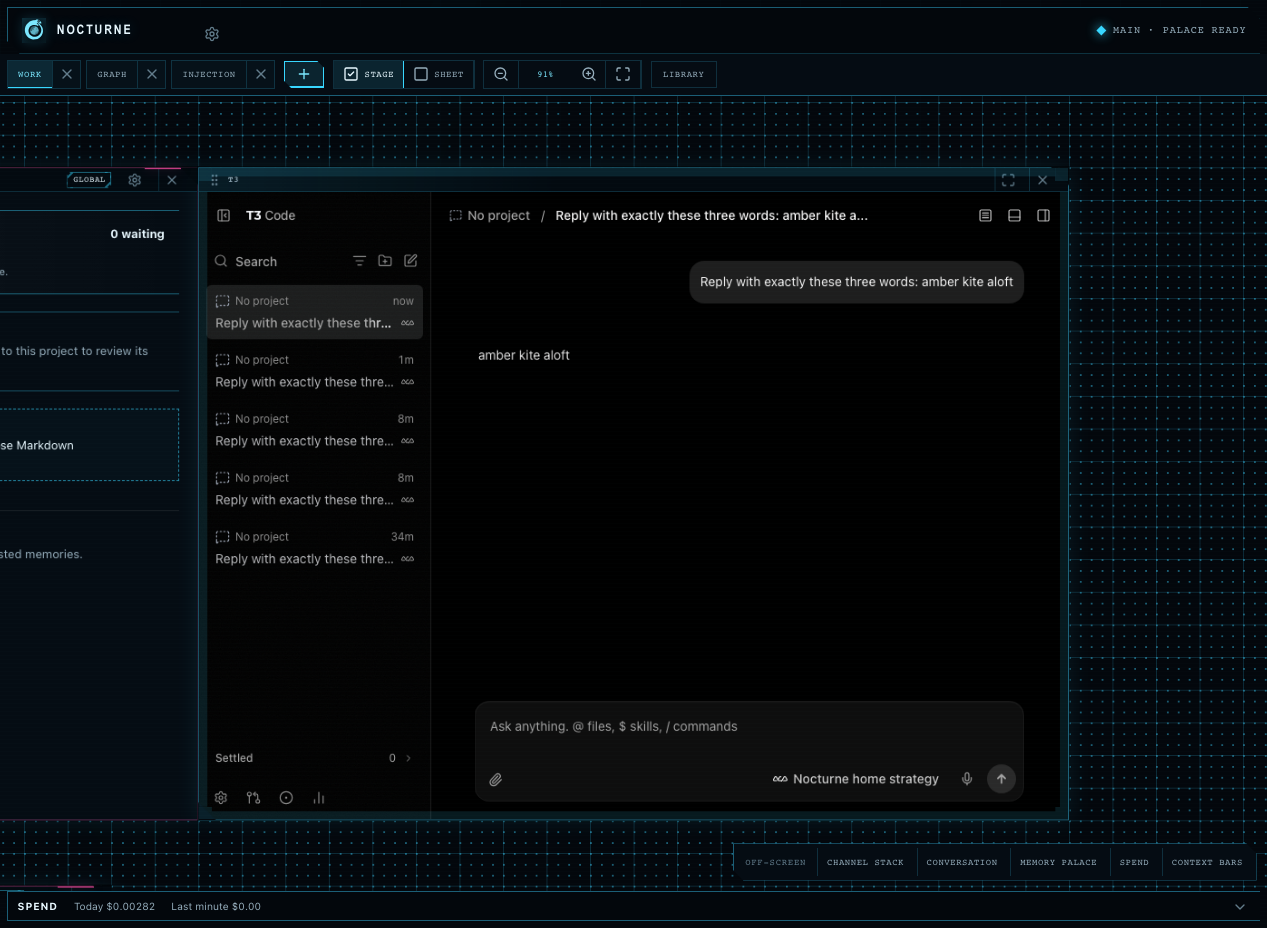 NOCTURNE
MAIN · PALACE READY
WORK
GRAPH
INJECTION
STAGE
SHEET
91%
LIBRARY
GLOBAL
T3
0 waiting
e.
to this project to review its
se Markdown
sted memories.
T3 Code
Search
No project now
Reply with exactly these thr...
No project 1m
Reply with exactly these thre...
No project 8m
Reply with exactly these thre...
No project 8m
Reply with exactly these thre...
No project 34m
Reply with exactly these thre...
Settled 0
No project / Reply with exactly these three words: amber kite a...
Reply with exactly these three words: amber kite aloft
amber kite aloft
Ask anything. @ files, $ skills, / commands
Nocturne home strategy
OFF-SCREEN
CHANNEL STACK
CONVERSATION
MEMORY PALACE
SPEND
CONTEXT BARS
SPEND Today $0.00282 Last minute $0.00